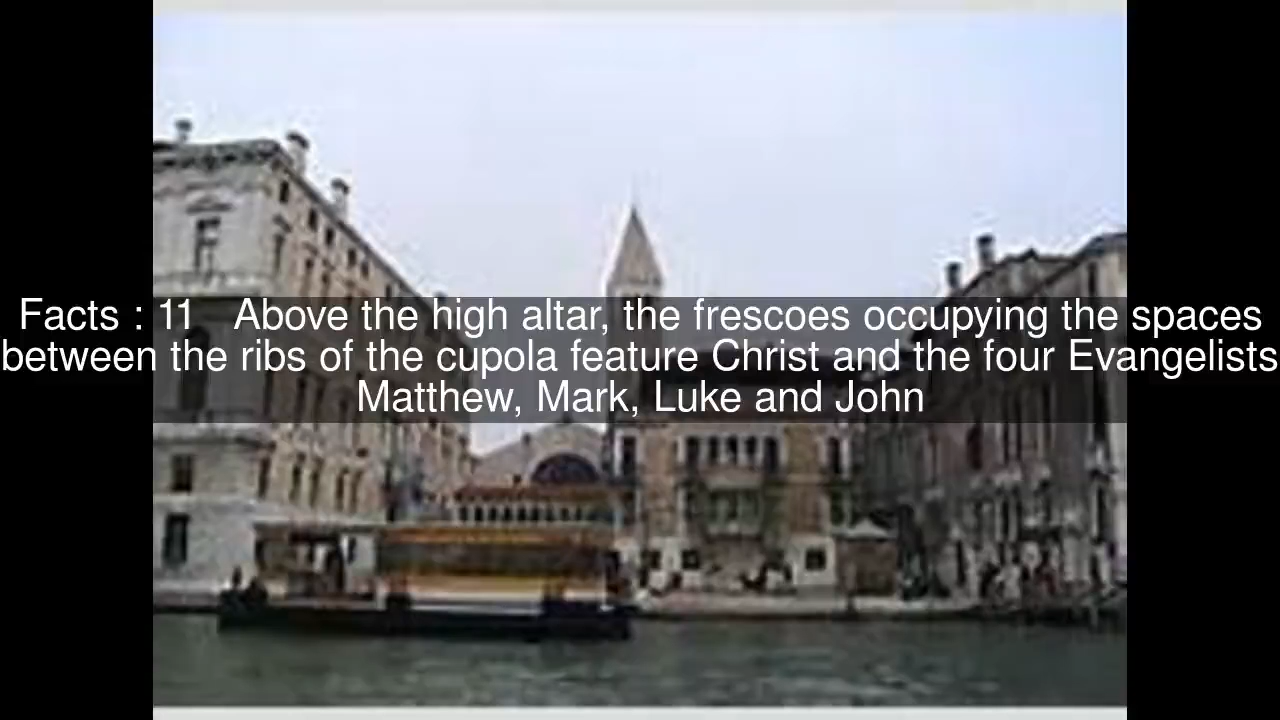 Facts : 11 Above the high altar, the frescoes occupying the spaces
between the ribs of the cupola feature Christ and the four Evangelists
Matthew, Mark, Luke and John